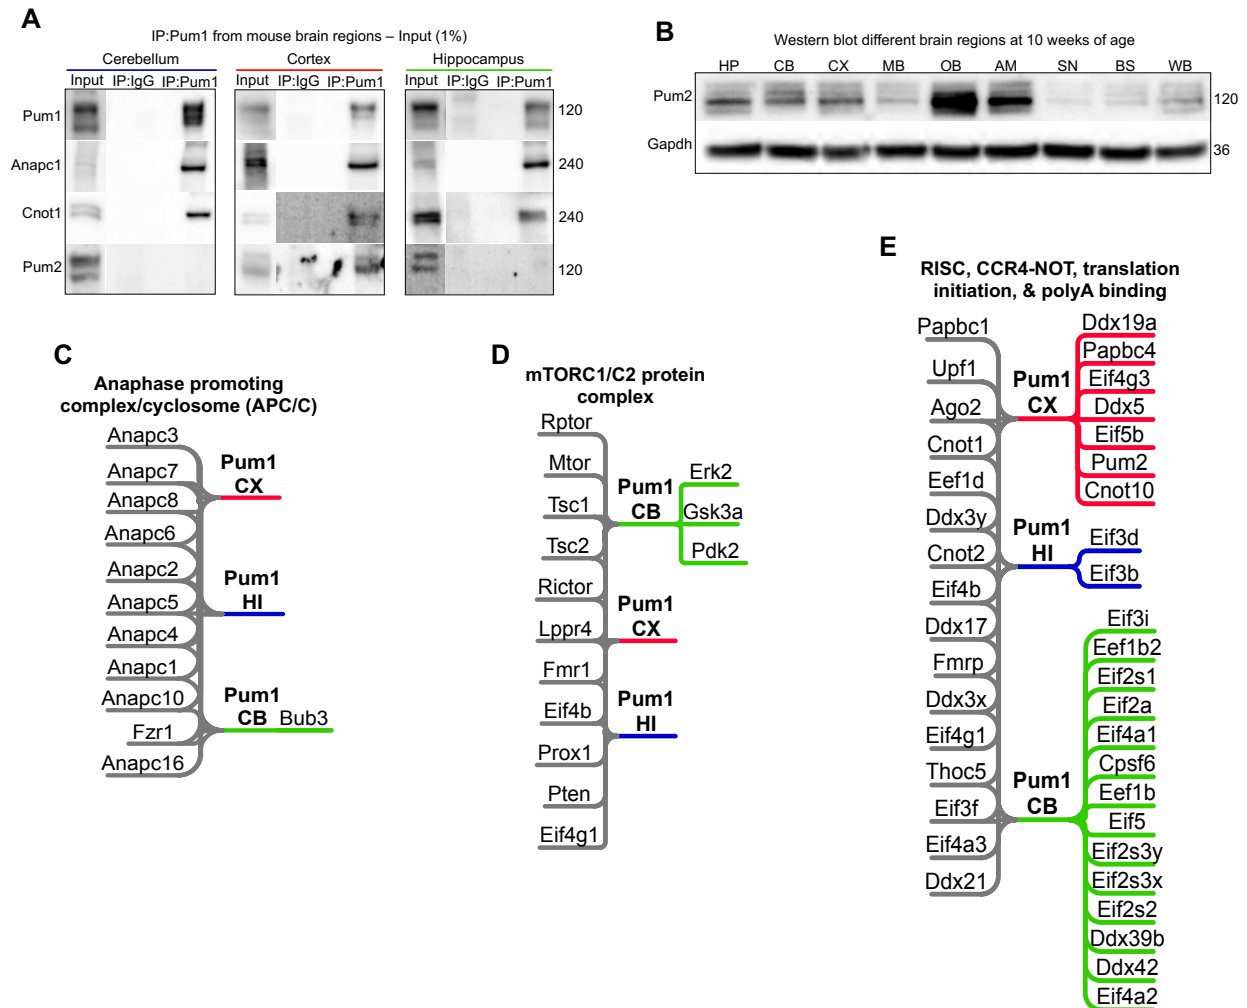 A
IP:Pum1 from mouse brain regions – Input (1%)
Cerebellum
Cortex
Hippocampus
Input IP:IgG IP:Pum1
Input IP:IgG IP:Pum1
Input IP:IgG IP:Pum1
Pum1
120
Anapc1
240
Cnot1
240
Pum2
120
B
Western blot different brain regions at 10 weeks of age
HP CB CX MB OB AM SN BS WB
Pum2
120
Gapdh
36
C
Anaphase promoting
complex/cyclosome (APC/C)
Anapc3
Anapc7
Anapc8
Anapc6
Anapc2
Anapc5
Anapc4
Anapc1
Anapc10
Fzr1
Anapc16
Pum1
CX
Pum1
HI
Pum1
CB
Bub3
D
mTORC1/C2 protein
complex
Rptor
Mtor
Tsc1
Tsc2
Rictor
Lppr4
Fmr1
Eif4b
Prox1
Pten
Eif4g1
Pum1
CB
Erk2
Gsk3a
Pdk2
Pum1
CX
Pum1
HI
E
RISC, CCR4-NOT, translation
initiation, & polyA binding
Papbc1
Upf1
Ago2
Cnot1
Eef1d
Ddx3y
Cnot2
Eif4b
Ddx17
Fmrp
Ddx3x
Eif4g1
Thoc5
Eif3f
Eif4a3
Ddx21
Pum1
CX
Ddx19a
Papbc4
Eif4g3
Ddx5
Eif5b
Pum2
Cnot10
Pum1
HI
Eif3d
Eif3b
Pum1
CB
Eif3i
Eef1b2
Eif2s1
Eif2a
Eif4a1
Cpsf6
Eef1b
Eif5
Eif2s3y
Eif2s3x
Eif2s2
Ddx39b
Ddx42
Eif4a2